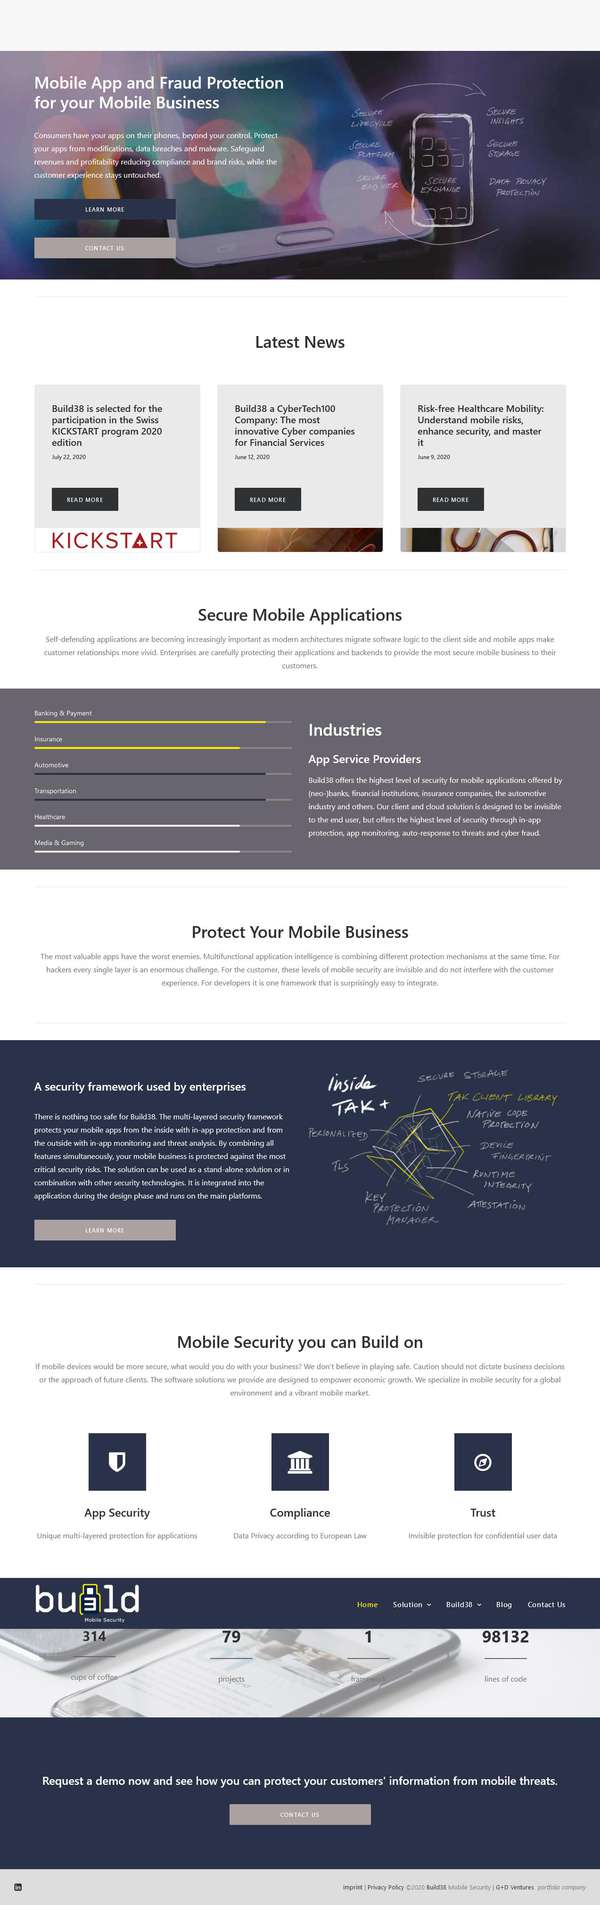 Mobile App and Fraud Protection
for your Mobile Business
Consumers have your apps on their phones, beyond your control. Protect
your apps from modifications, data breaches and malware. Safeguard
revenues and profitability reducing compliance and brand risks, while the
customer experience stays untouched.
LEARN MORE
CONTACT US
SECURE
LIFECYCLE
SECURE
PLATFORM
SECURE
EXCHANGE
SECURE
INSIGHTS
SECURE
STORAGE
DATA PRIVACY
PROTECTION
Latest News
Build38 is selected for the
participation in the Swiss
KICKSTART program 2020
edition
July 22, 2020
READ MORE
KICKSTART
Build38 a CyberTech100
Company: The most
innovative Cyber companies
for Financial Services
June 12, 2020
READ MORE
Risk-free Healthcare Mobility:
Understand mobile risks,
enhance security, and master
it
June 9, 2020
READ MORE
Secure Mobile Applications
Self-defending applications are becoming increasingly important as modern architectures migrate software logic to the client side and mobile apps make
customer relationships more vivid. Enterprises are carefully protecting their applications and backends to provide the most secure mobile business to their
customers.
Banking & Payment
Insurance
Automotive
Transportation
Healthcare
Media & Gaming
Industries
App Service Providers
Build38 offers the highest level of security for mobile applications offered by
(neo-)banks, financial institutions, insurance companies, the automotive
industry and others. Our client and cloud solution is designed to be invisible
to the end user, but offers the highest level of security through in-app
protection, app monitoring, auto-response to threats and cyber fraud.
Protect Your Mobile Business
The most valuable apps have the worst enemies. Multifunctional application intelligence is combining different protection mechanisms at the same time. For
hackers every single layer is an enormous challenge. For the customer, these levels of mobile security are invisible and do not interfere with the customer
experience. For developers it is one framework that is surprisingly easy to integrate.
A security framework used by enterprises
There is nothing too safe for Build38. The multi-layered security framework
protects your mobile apps from the inside with in-app protection and from
the outside with in-app monitoring and threat analysis. By combining all
features simultaneously, your mobile business is protected against the most
critical security risks. The solution can be used as a stand-alone solution or in
combination with other security technologies. It is integrated into the
application during the design phase and runs on the main platforms.
LEARN MORE
Inside
TAK+
SECURE STORAGE
TAK CLIENT LIBRARY
NATIVE CODE
PROTECTION
PERSONALIZED
DEVICE
FINGERPRINT
TLS
RUNTIME
INTEGRITY
KEY
PROTECTION
MANAGER
ATTESTATION
Mobile Security you can Build on
If mobile devices would be more secure, what would you do with your business? We don't believe in playing safe. Caution should not dictate business decisions
or the approach of future clients. The software solutions we provide are designed to empower economic growth. We specialize in mobile security for a global
environment and a vibrant mobile market.
App Security
Unique multi-layered protection for applications
Compliance
Data Privacy according to European Law
Trust
Invisible protection for confidential user data
build
Mobile Security
Home
Solution
Build38
Blog
Contact Us
314
cups of coffee
79
projects
1
framework
98132
lines of code
Request a demo now and see how you can protect your customers' information from mobile threats.
CONTACT US
in
imprint | Privacy Policy ©2020 Build38 Mobile Security | G+D Ventures portfolio company